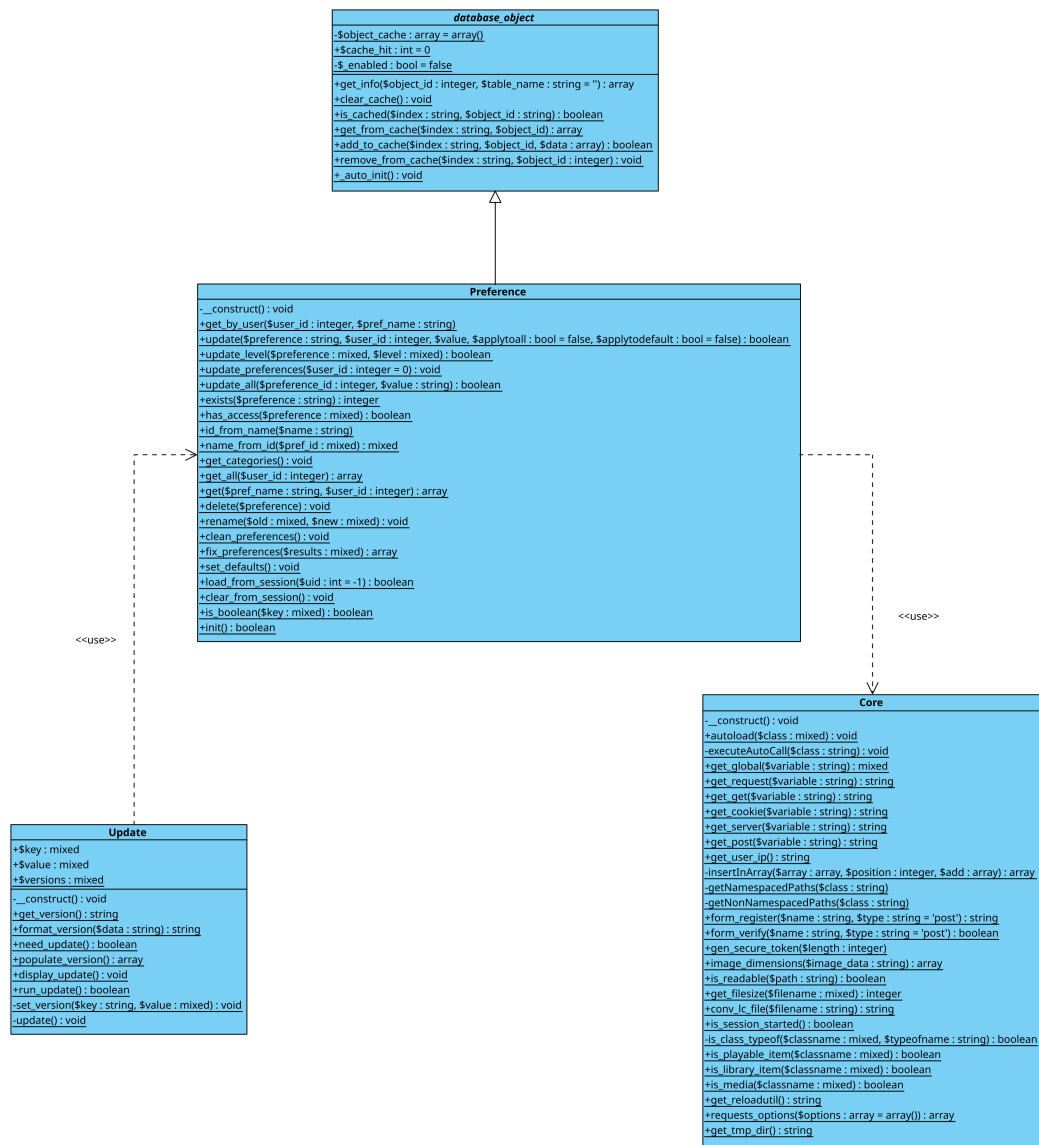 database_object
-$object_cache : array = array()
+$cache_hit : int = 0
-$_enabled : bool = false
+get_info($object_id : integer, $table_name : string = '') : array
+clear_cache() : void
+is_cached($index : string, $object_id : string) : boolean
+get_from_cache($index : string, $object_id) : array
+add_to_cache($index : string, $object_id, $data : array) : boolean
+remove_from_cache($index : string, $object_id : integer) : void
+_auto_init() : void
Preference
-__construct() : void
+get_by_user($user_id : integer, $pref_name : string)
+update($preference : string, $user_id : integer, $value, $applytoall : bool = false, $applytodefault : bool = false) : boolean
+update_level($preference : mixed, $level : mixed) : boolean
+update_preferences($user_id : integer = 0) : void
+update_all($preference_id : integer, $value : string) : boolean
+exists($preference : string) : integer
+has_access($preference : mixed) : boolean
+id_from_name($name : string)
+name_from_id($pref_id : mixed) : mixed
+get_categories() : void
+get_all($user_id : integer) : array
+get($pref_name : string, $user_id : integer) : array
+delete($preference) : void
+rename($old : mixed, $new : mixed) : void
+clean_preferences() : void
+fix_preferences($results : mixed) : array
+set_defaults() : void
+load_from_session($uid : int = -1) : boolean
+clear_from_session() : void
+is_boolean($key : mixed) : boolean
+init() : boolean
<<use>>
<<use>>
Update
+$key : mixed
+$value : mixed
+$versions : mixed
-__construct() : void
+get_version() : string
+format_version($data : string) : string
+need_update() : boolean
+populate_version() : array
+display_update() : void
+run_update() : boolean
-set_version($key : string, $value : mixed) : void
-update() : void
Core
-__construct() : void
+autoload($class : mixed) : void
-executeAutoCall($class : string) : void
+get_global($variable : string) : mixed
+get_request($variable : string) : string
+get_get($variable : string) : string
+get_cookie($variable : string) : string
+get_server($variable : string) : string
+get_post($variable : string) : string
+get_user_ip() : string
-insertInArray($array : array, $position : integer, $add : array) : array
-getNamespacedPaths($class : string)
-getNonNamespacedPaths($class : string)
+form_register($name : string, $type : string = 'post') : string
+form_verify($name : string, $type : string = 'post') : boolean
+gen_secure_token($length : integer)
+image_dimensions($image_data : string) : array
+is_readable($path : string) : boolean
+get_filesize($filename : mixed) : integer
+conv_lc_file($filename : string) : string
+is_session_started() : boolean
-is_class_typeof($classname : mixed, $typeofname : string) : boolean
+is_playable_item($classname : mixed) : boolean
+is_library_item($classname : mixed) : boolean
+is_media($classname : mixed) : boolean
+get_reloadutil() : string
+requests_options($options : array = array()) : array
+get_tmp_dir() : string